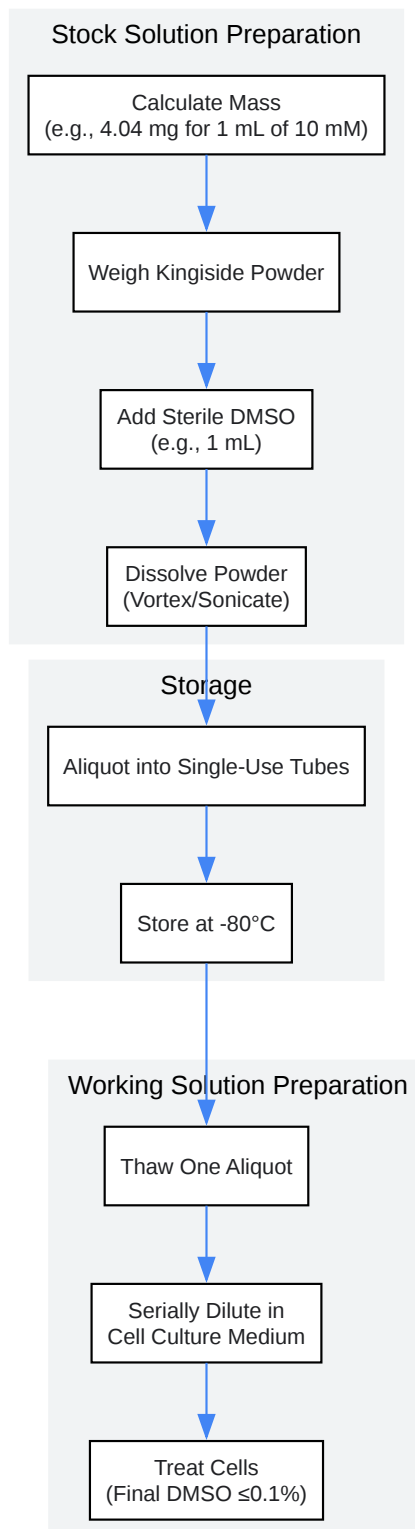 Stock Solution Preparation
Calculate Mass
(e.g., 4.04 mg for 1 mL of 10 mM)
Weigh Kingiside Powder
Add Sterile DMSO
(e.g., 1 mL)
Dissolve Powder
(Vortex/Sonicate)
Storage
Aliquot into Single-Use Tubes
Store at -80°C
Working Solution Preparation
Thaw One Aliquot
Serially Dilute in
Cell Culture Medium
Treat Cells
(Final DMSO ≤0.1%)